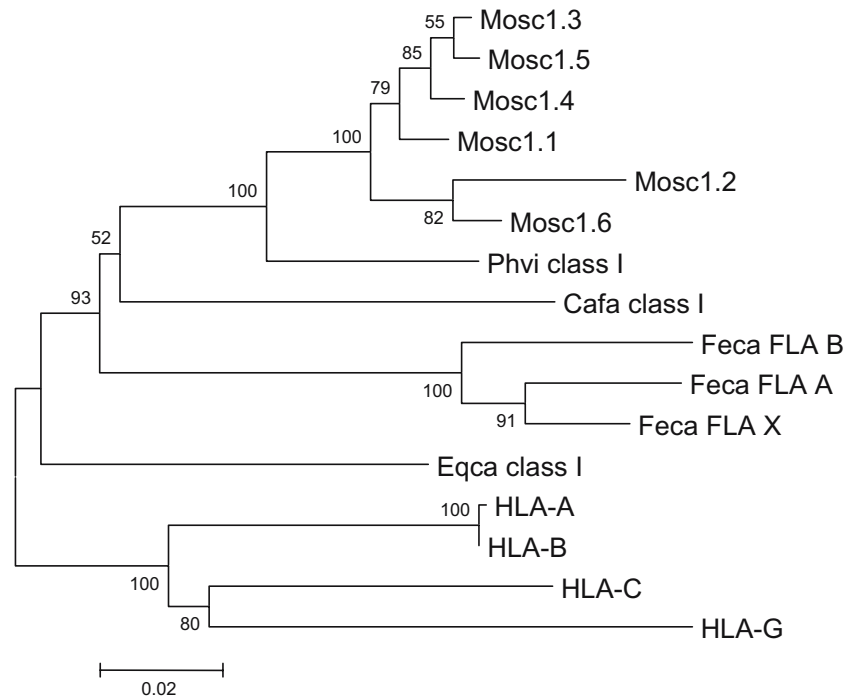 55
Mosc1.3
85
Mosc1.5
79
Mosc1.4
100
Mosc1.1
100
Mosc1.2
82
Mosc1.6
52
Phvi class I
93
Cafa class I
Feca FLA B
100
Feca FLA A
91
Feca FLA X
Eqca class I
100
HLA-A
HLA-B
100
HLA-C
80
HLA-G
0.02